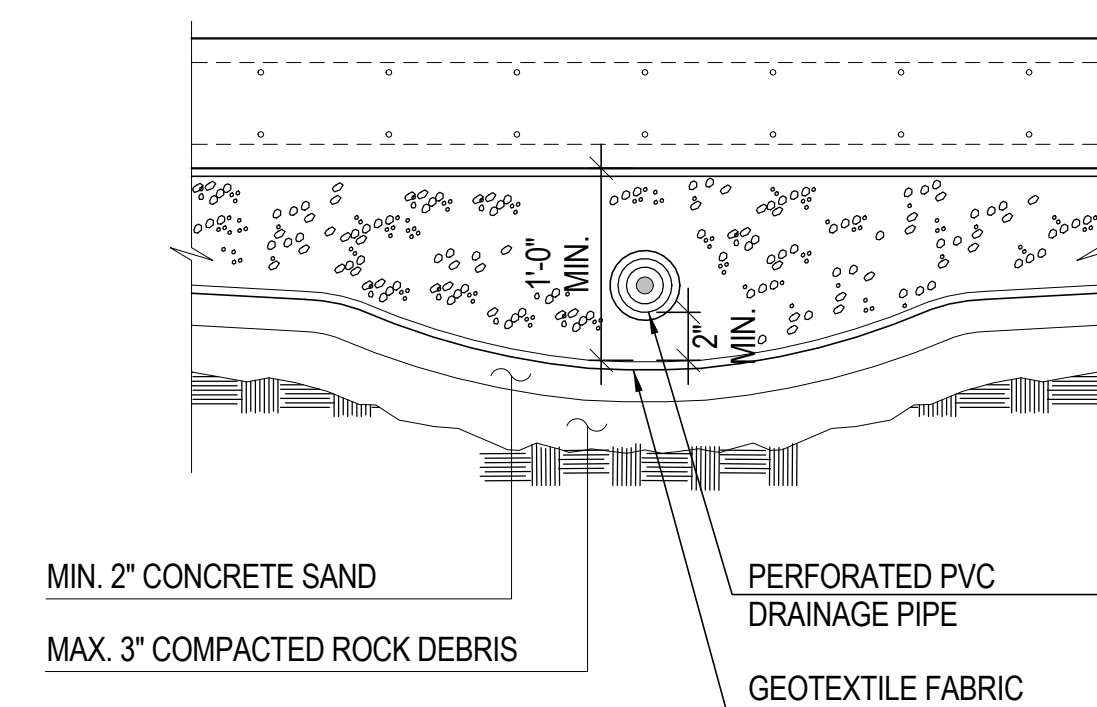 1'-0"
MIN.
2"
MIN.
MIN. 2" CONCRETE SAND
MAX. 3" COMPACTED ROCK DEBRIS
PERFORATED PVC
DRAINAGE PIPE
GEOTEXTILE FABRIC